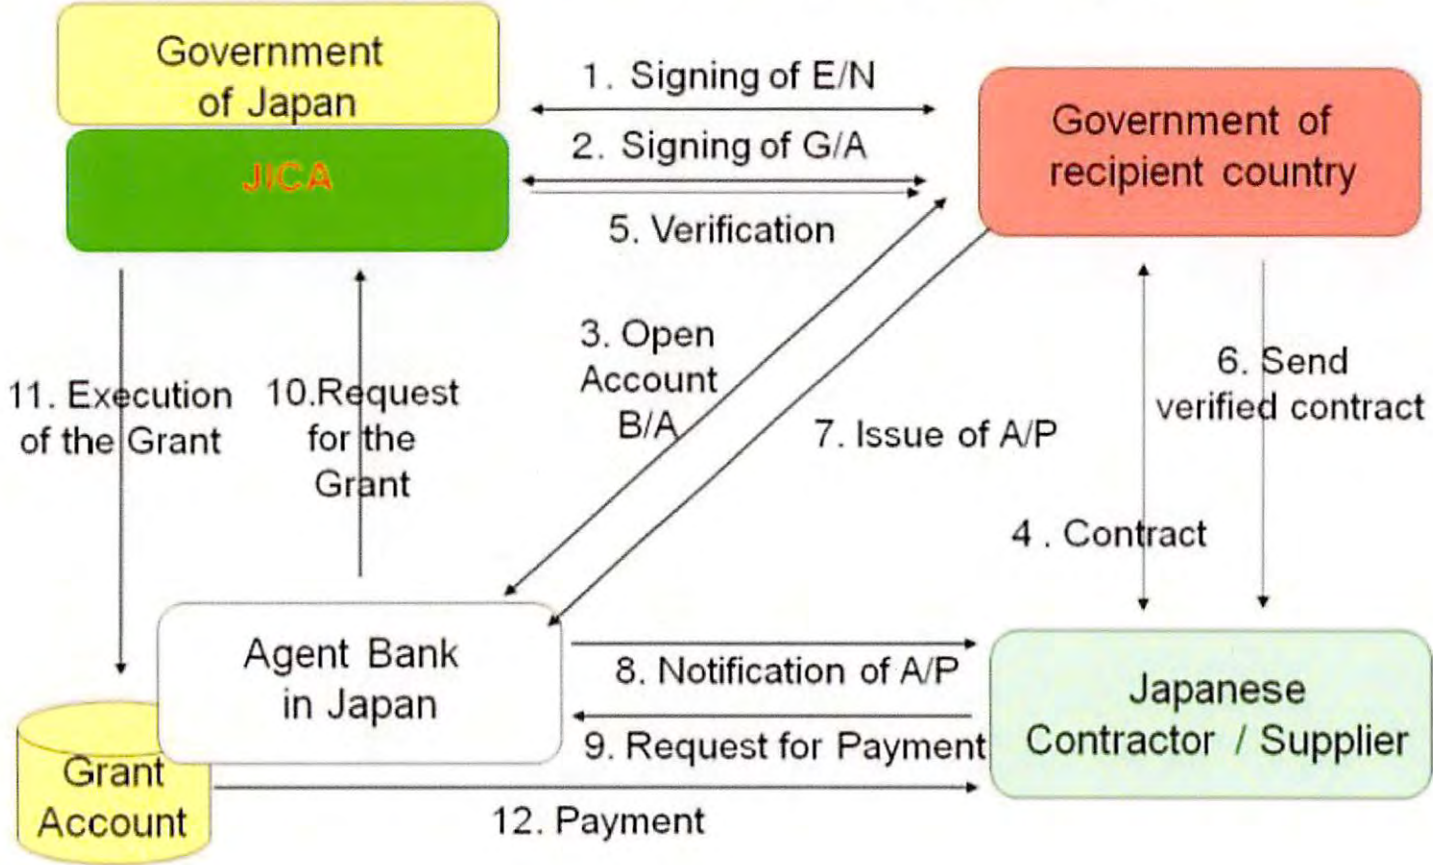 Government
of Japan
JICA
1. Signing of E/N
2. Signing of G/A
5. Verification
Government of
recipient country
3. Open
Account
B/A
7. Issue of A/P
6. Send
verified contract
4 . Contract
11. Execution
of the Grant
10.Request
for the
Grant
Agent Bank
in Japan
8. Notification of A/P
9. Request for Payment
Japanese
Contractor / Supplier
Grant
Account
12. Payment